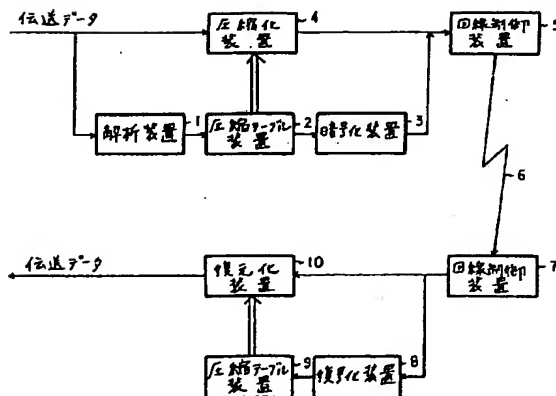 伝送データ
圧縮化
装置
4
回線制御
装置
5
解析装置
1
圧縮テーブル
装置
2
暗号化装置
3
6
伝送データ
復元化
装置
10
回線制御
装置
7
圧縮テーブル
装置
9
復号化装置
8